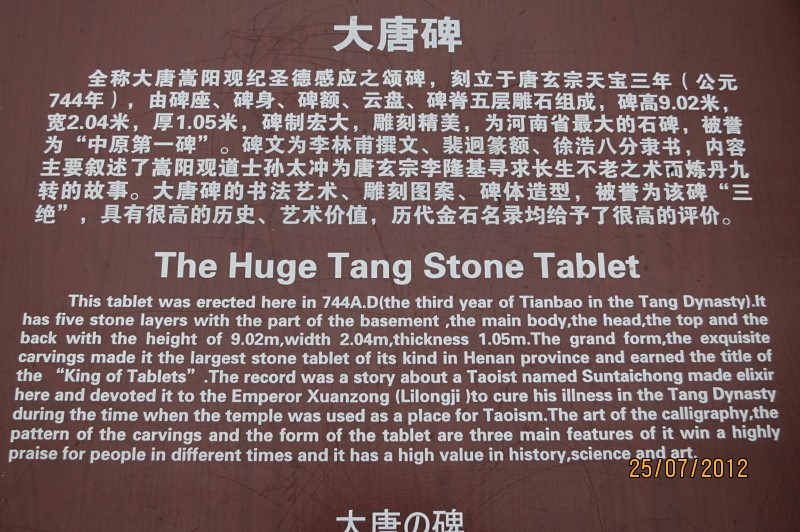 大唐碑
全称大唐嵩阳观纪圣德感应之颂碑，刻立于唐玄宗天宝三年（公元
744年），由碑座、碑身、碑额、云盘、碑脊五层雕石组成，碑高9.02米，
宽2.04米，厚1.05米，碑制宏大，雕刻精美，为河南省最大的石碑，被誉
为“中原第一碑”。碑文为李林甫撰文、裴迥篆额、徐浩八分隶书，内容
主要叙述了嵩阳观道士孙太冲为唐玄宗李隆基寻求长生不老之术而炼丹九
转的故事。大唐碑的书法艺术、雕刻图案、碑体造型，被誉为该碑“三
绝”，具有很高的历史、艺术价值，历代金石名录均给予了很高的评价。
The Huge Tang Stone Tablet
This tablet was erected here in 744A.D(the third year of Tianbao in the Tang Dynasty).It
has five stone layers with the part of the basement ,the main body,the head,the top and the
back with the height of 9.02m,width 2.04m,thickness 1.05m.The grand form,the exquisite
carvings made it the largest stone tablet of its kind in Henan province and earned the title of
the “King of Tablets”.The record was a story about a Taoist named Suntaichong made elixir
here and devoted it to the Emperor Xuanzong (Lilongji )to cure his illness in the Tang Dynasty
during the time when the temple was used as a place for Taoism.The art of the calligraphy,the
pattern of the carvings and the form of the tablet are three main features of it win a highly
praise for people in different times and it has a high value in history,science and art.
25/07/2012
大唐の碑